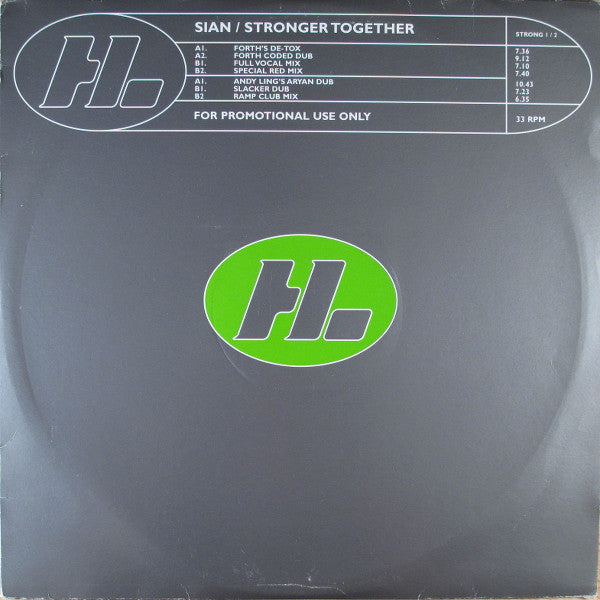 SIAN / STRONGER TOGETHER
STRONG 1 / 2
A1. FORTH'S DE-TOX 7.36
A2. FORTH CODED DUB 9.12
B1. FULL VOCAL MIX 7.10
B2. SPECIAL RED MIX 7.40
A1. ANDY LING'S ARYAN DUB 10.43
B1. SLACKER DUB 7.23
B2 RAMP CLUB MIX 6.35
FOR PROMOTIONAL USE ONLY 33 RPM
HL.
HL.